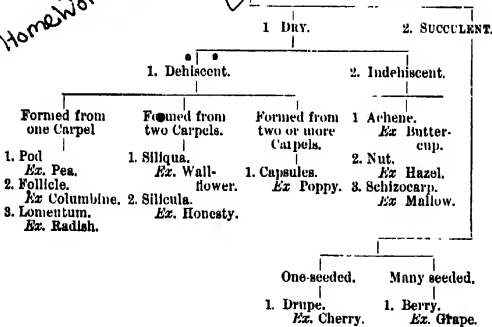 HomeWor
1 DRY.
2. SUCCULENT.
1. Dehiscent.
2. Indehiscent.
Formed from
one Carpel
1. Pod
Ex. Pea.
2. Follicle.
Ex Columbine.
3. Lomentum.
Ex. Radish.
Formed from
two Carpels.
1. Siliqua.
Ex. Wall-
flower.
2. Silicula.
Ex. Honesty.
Formed from
two or more
Carpels.
1. Capsules.
Ex Poppy.
1 Achene.
Ex Butter-
cup.
2. Nut.
Ex Hazel.
3. Schizocarp.
Ex Mallow.
One-seeded.
1. Drupe.
Ex. Cherry.
Many seeded.
1. Berry.
Ex. Grape.